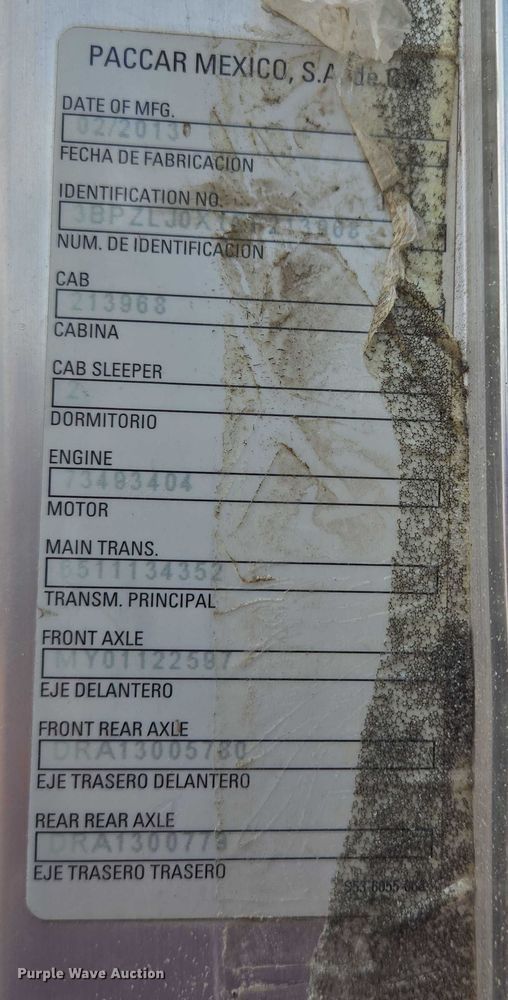 PACCAR MEXICO, S.A. de
DATE OF MFG.
02/2013
FECHA DE FABRICACION
IDENTIFICATION NO.
NUM. DE IDENTIFICACION
CAB
213968
CABINA
CAB SLEEPER
DORMITORIO
ENGINE
73493404
MOTOR
MAIN TRANS.
6511134352
TRANSM. PRINCIPAL
FRONT AXLE
MY01122597
EJE DELANTERO
FRONT REAR AXLE
DRA13005780
EJE TRASERO DELANTERO
REAR REAR AXLE
DRA1300779
EJE TRASERO TRASERO
Purple Wave Auction